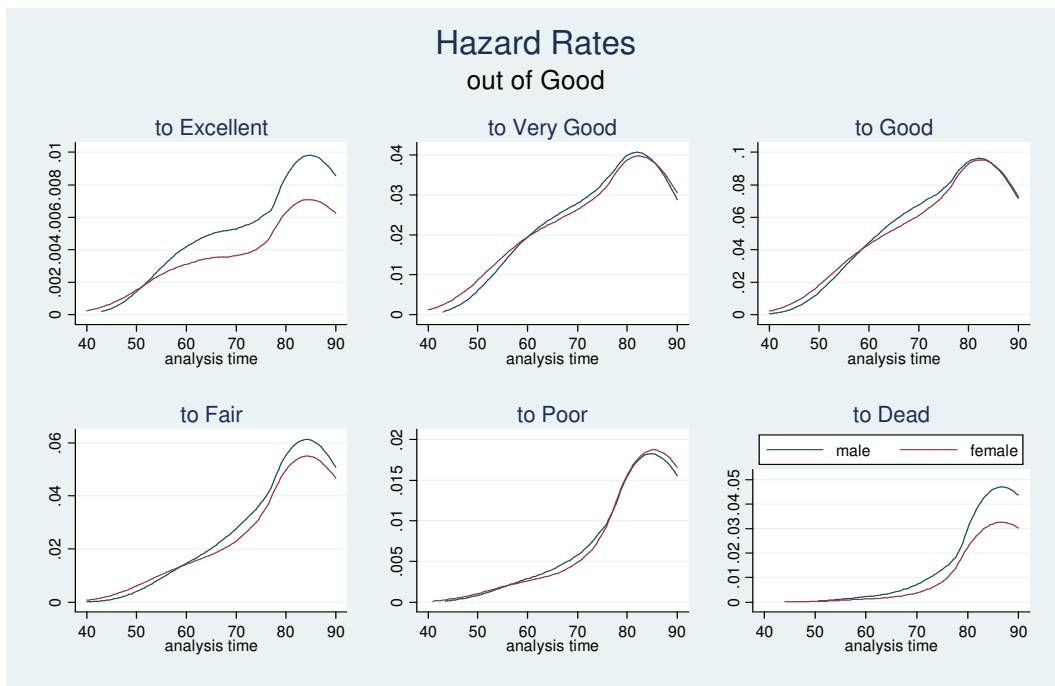 Hazard Rates
out of Good
to Excellent
0 .002 .004 .006 .008 .01
40 50 60 70 80 90
analysis time
to Very Good
0 .01 .02 .03 .04
40 50 60 70 80 90
analysis time
to Good
0 .02 .04 .06 .08 .1
40 50 60 70 80 90
analysis time
to Fair
0 .02 .04 .06
40 50 60 70 80 90
analysis time
to Poor
0 .005 .01 .015 .02
40 50 60 70 80 90
analysis time
to Dead
male female
0 .01 .02 .03 .04 .05
40 50 60 70 80 90
analysis time